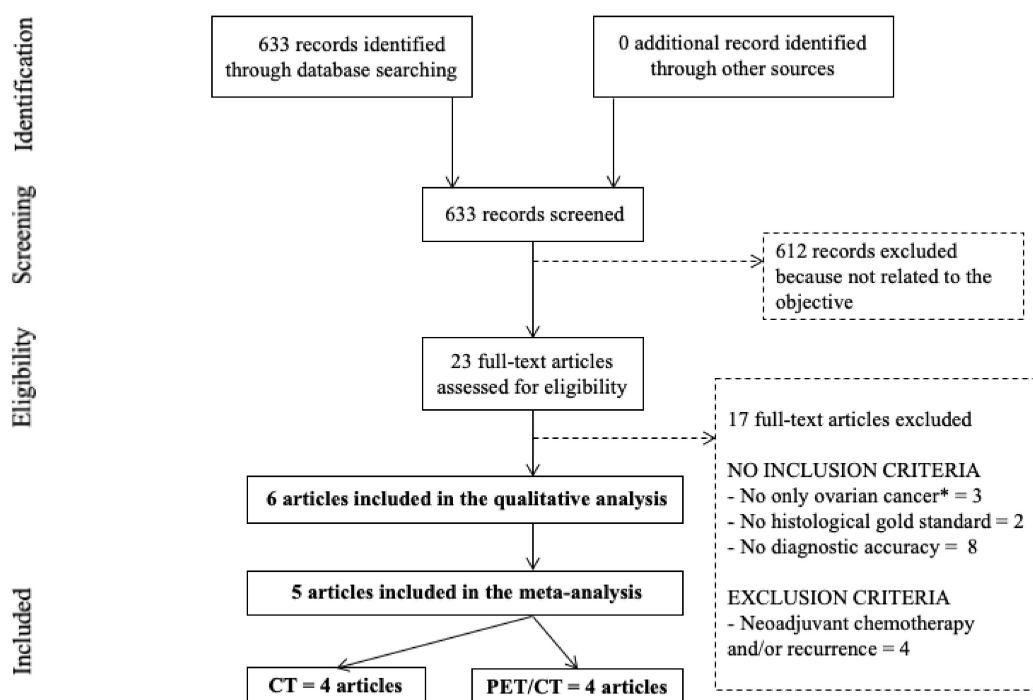 Identification
633 records identified
through database searching
0 additional record identified
through other sources
Screening
633 records screened
612 records excluded
because not related to the
objective
Eligibility
23 full-text articles
assessed for eligibility
17 full-text articles excluded
NO INCLUSION CRITERIA
- No only ovarian cancer* = 3
- No histological gold standard = 2
- No diagnostic accuracy = 8
EXCLUSION CRITERIA
- Neoadjuvant chemotherapy
and/or recurrence = 4
6 articles included in the qualitative analysis
Included
5 articles included in the meta-analysis
CT = 4 articles
PET/CT = 4 articles